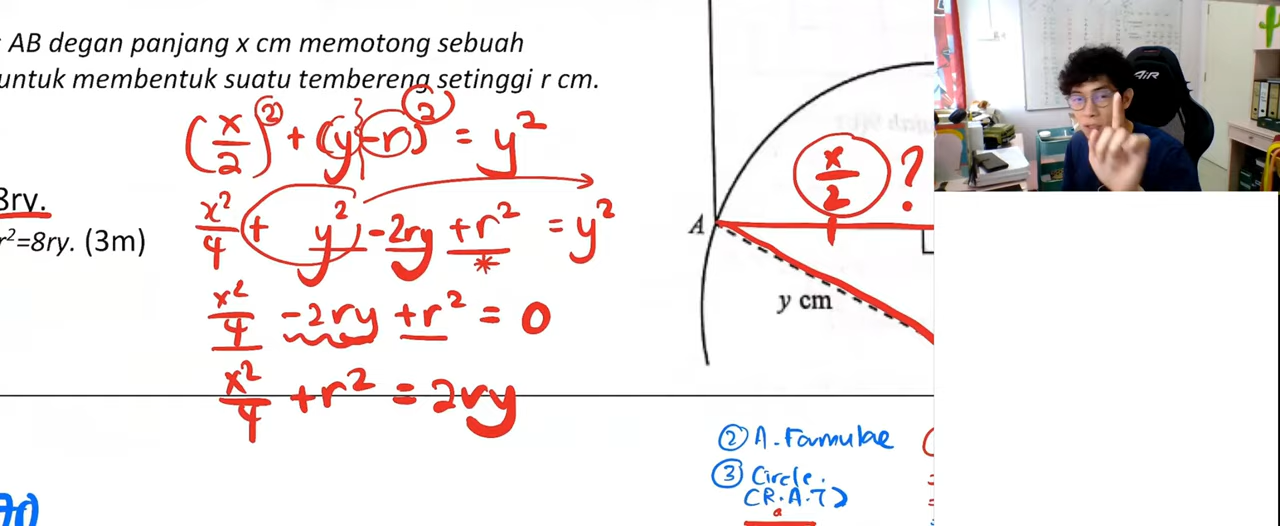 AB degan panjang x cm memotong sebuah
untuk membentuk suatu tembereng setinggi r cm.
(x/2)² + (y-r)² = y²
3ry.
x²/4 + y² -2ry +r² = y²
*
r²=8ry. (3m)
x²/4 -2ry +r² = 0
x²/4 +r² = 2ry
x/2 ?
A
y cm
② A. Formulae
③ Circle.
(R.A.T)
AIR